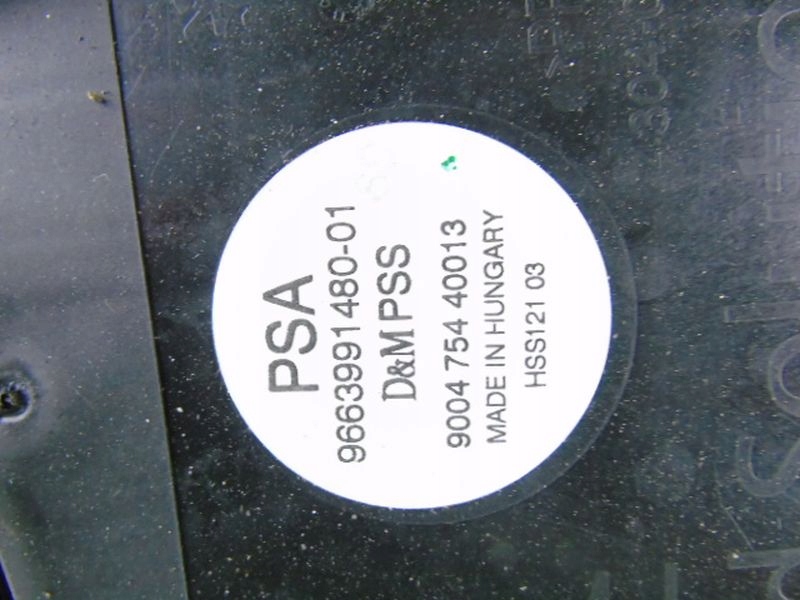 PSA
9663991480-01
D&M PSS
9004 754 40013
MADE IN HUNGARY
HSS121 03